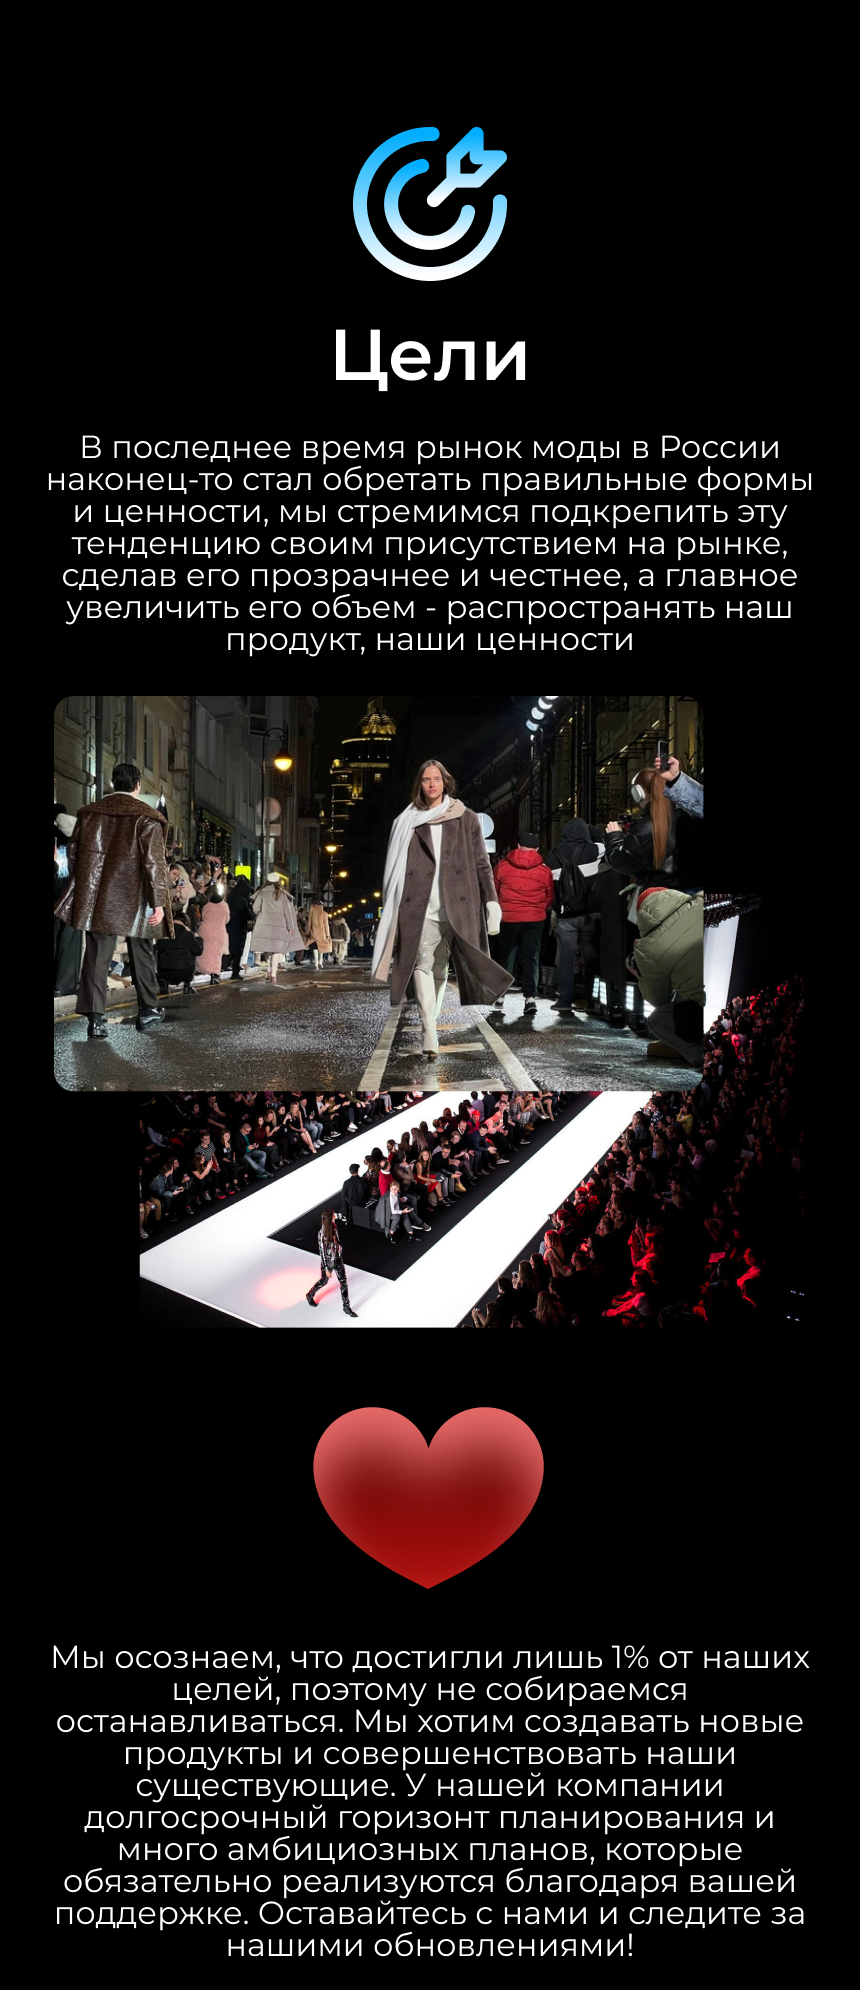 Цели
В последнее время рынок моды в России
наконец-то стал обретать правильные формы
и ценности, мы стремимся подкрепить эту
тенденцию своим присутствием на рынке,
сделав его прозрачнее и честнее, а главное
увеличить его объем - распространять наш
продукт, наши ценности
Мы осознаем, что достигли лишь 1% от наших
целей, поэтому не собираемся
останавливаться. Мы хотим создавать новые
продукты и совершенствовать наши
существующие. У нашей компании
долгосрочный горизонт планирования и
много амбициозных планов, которые
обязательно реализуются благодаря вашей
поддержке. Оставайтесь с нами и следите за
нашими обновлениями!